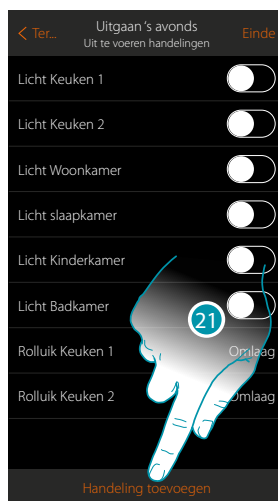 < Ter... Uitgaan 's avonds Einde
Uit te voeren handelingen
Licht Keuken 1
Licht Keuken 2
Licht Woonkamer
Licht slaapkamer
Licht Kinderkamer
Licht Badkamer
21
Rolluik Keuken 1 Omlaag
Rolluik Keuken 2 Omlaag
Handeling toevoegen